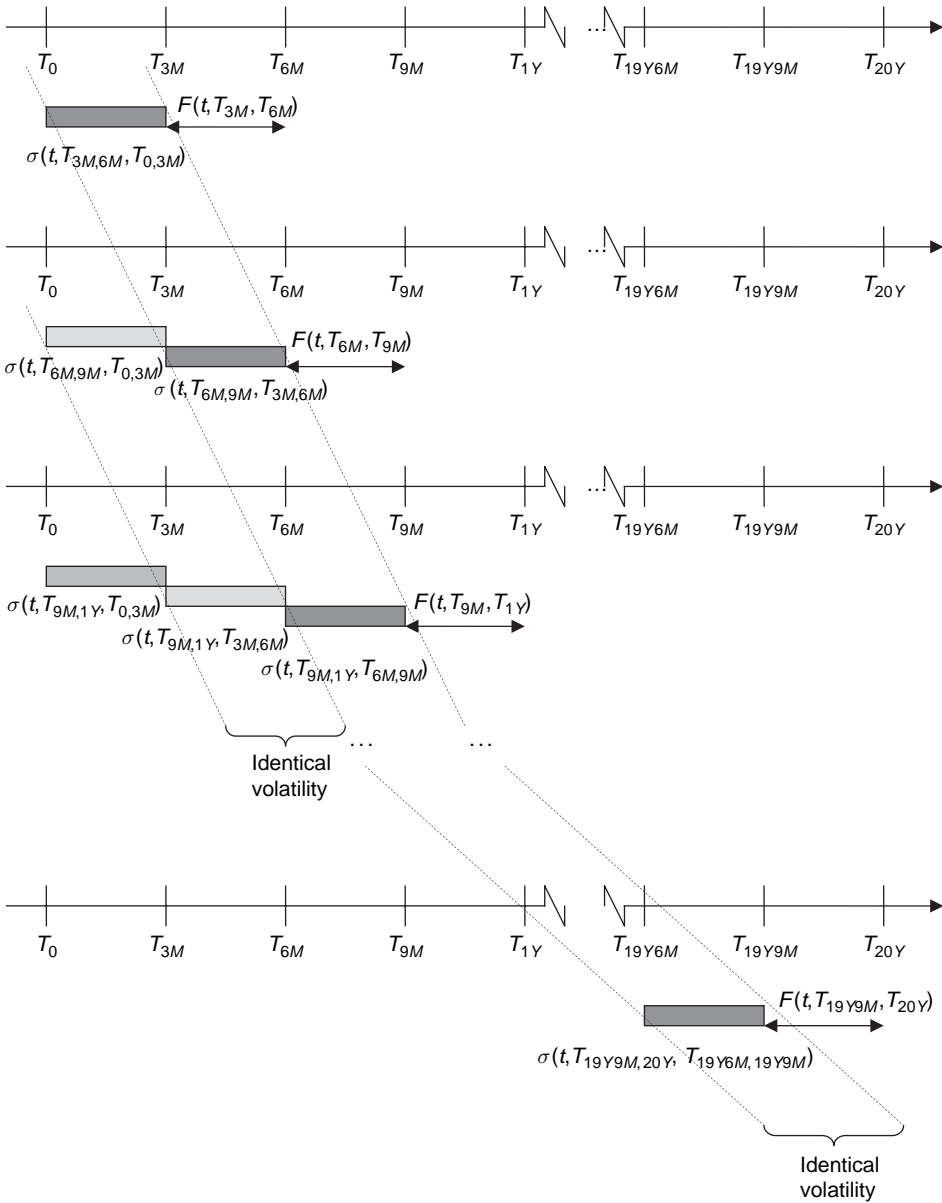 ...
T0 T3M T6M T9M T1Y T19Y6M T19Y9M T20Y
F(t,T3M,T6M)
σ(t,T3M,6M,T0,3M)
...
T0 T3M T6M T9M T1Y T19Y6M T19Y9M T20Y
F(t,T6M,T9M)
σ(t,T6M,9M,T0,3M)
σ(t,T6M,9M,T3M,6M)
...
T0 T3M T6M T9M T1Y T19Y6M T19Y9M T20Y
F(t,T9M,T1Y)
σ(t,T9M,1Y,T0,3M)
σ(t,T9M,1Y,T3M,6M)
σ(t,T9M,1Y,T6M,9M)
... ...
Identical
volatility
...
T0 T3M T6M T9M T1Y T19Y6M T19Y9M T20Y
F(t,T19Y9M,T20Y)
σ(t,T19Y9M,20Y, T19Y6M,19Y9M)
Identical
volatility